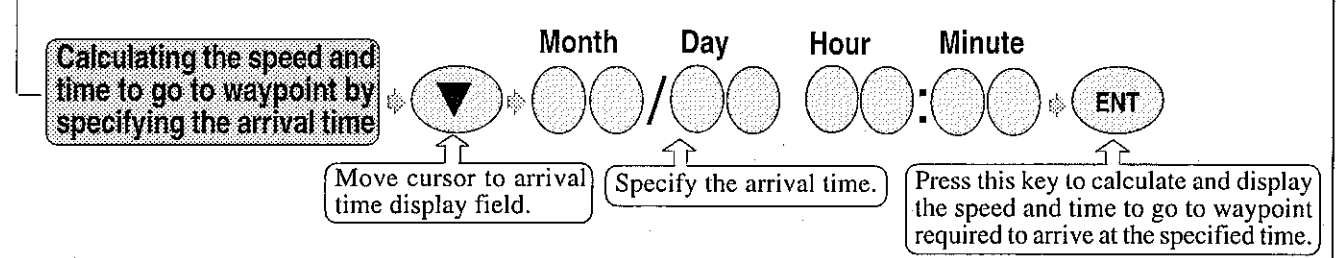 Calculating the speed and
time to go to waypoint by
specifying the arrival time
Month Day Hour Minute
/ :
ENT
Move cursor to arrival
time display field.
Specify the arrival time.
Press this key to calculate and display
the speed and time to go to waypoint
required to arrive at the specified time.